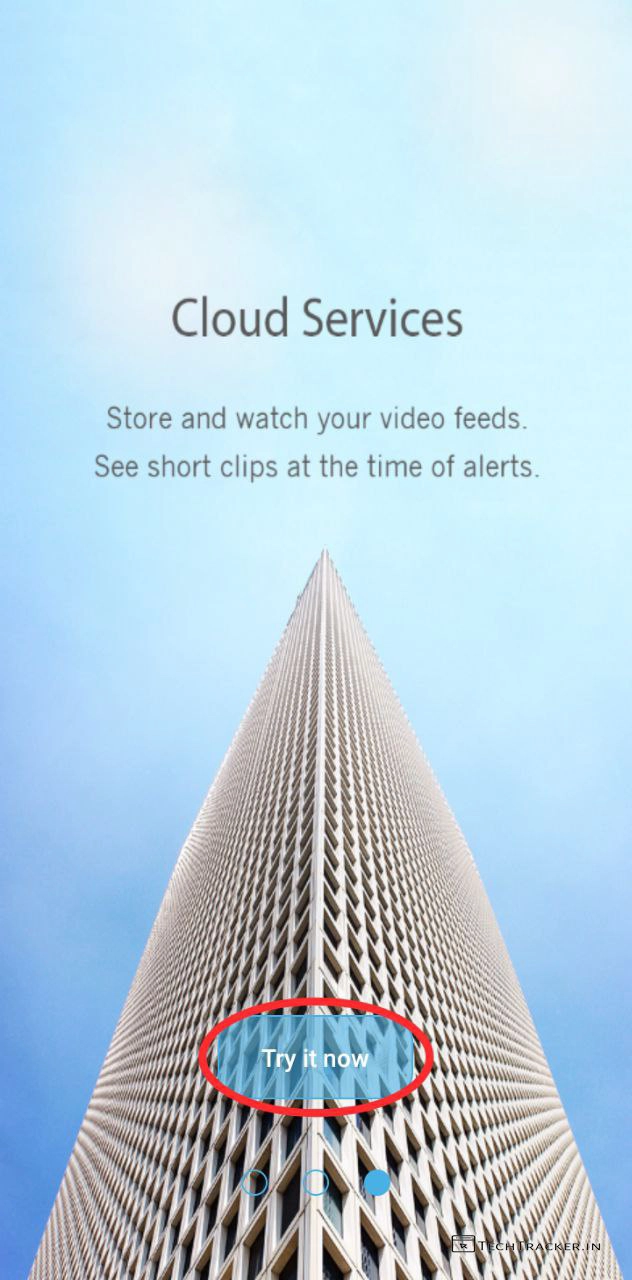 Cloud Services
Store and watch your video feeds.
See short clips at the time of alerts.
Try it now
TECHTRACKER.IN